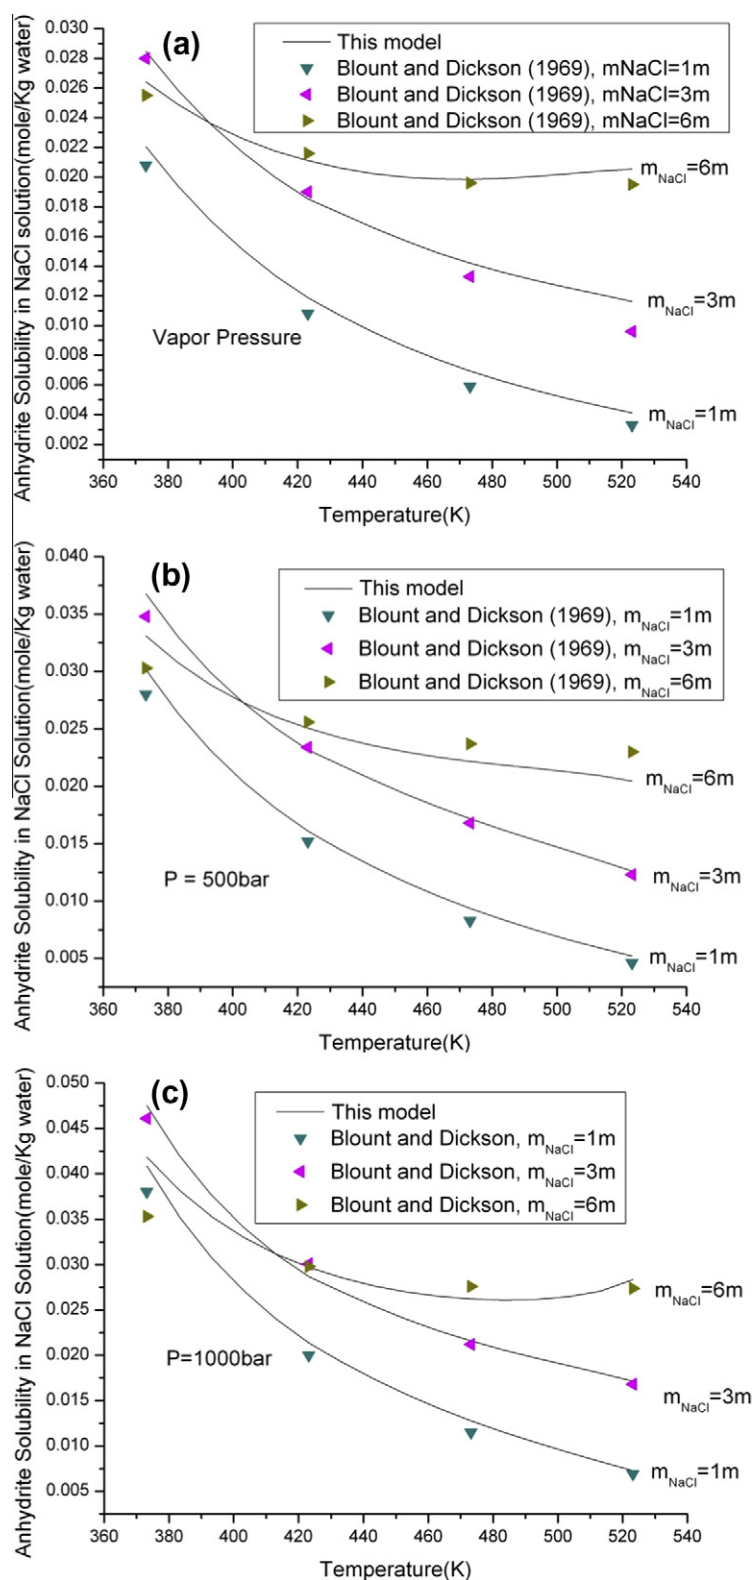 (a)
This model
Blount and Dickson (1969), mNaCl=1m
Blount and Dickson (1969), mNaCl=3m
Blount and Dickson (1969), mNaCl=6m
Anhydrite Solubility in NaCl solution(mole/Kg water)
0.030
0.028
0.026
0.024
0.022
0.020
0.018
0.016
0.014
0.012
0.010
0.008
0.006
0.004
0.002
mNaCl=6m
mNaCl=3m
mNaCl=1m
Vapor Pressure
360 380 400 420 440 460 480 500 520 540
Temperature(K)
(b)
This model
Blount and Dickson (1969), mNaCl=1m
Blount and Dickson (1969), mNaCl=3m
Blount and Dickson (1969), mNaCl=6m
Anhydrite Solubility in NaCl Solution(mole/Kg water)
0.040
0.035
0.030
0.025
0.020
0.015
0.010
0.005
mNaCl=6m
mNaCl=3m
mNaCl=1m
P = 500bar
360 380 400 420 440 460 480 500 520 540
Temperature(K)
(c)
This model
Blount and Dickson, mNaCl=1m
Blount and Dickson, mNaCl=3m
Blount and Dickson, mNaCl=6m
Anhydrite Solubility in NaCl Solution(mole/Kg water)
0.050
0.045
0.040
0.035
0.030
0.025
0.020
0.015
0.010
0.005
mNaCl=6m
mNaCl=3m
mNaCl=1m
P=1000bar
360 380 400 420 440 460 480 500 520 540
Temperature(K)